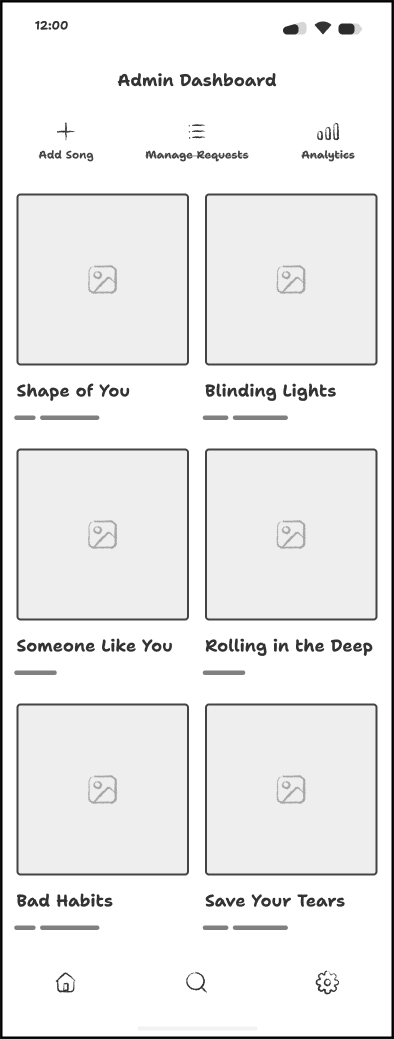 12:00
Admin Dashboard
Add Song
Manage Requests
Analytics
Shape of You
Blinding Lights
Someone Like You
Rolling in the Deep
Bad Habits
Save Your Tears